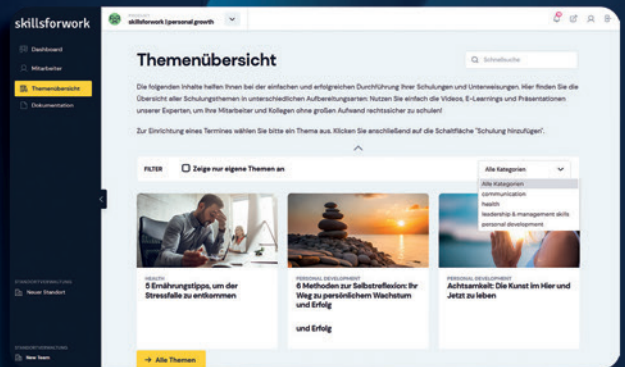 skillsforwork
PRODUKT
skillsforwork | personal growth
Dashboard
Mitarbeiter
Themenübersicht
Dokumentation
STANDORTVERWALTUNG
Neuer Standort
STANDORTVERWALTUNG
New Team
Themenübersicht
Schnellsuche
Die folgenden Inhalte helfen Ihnen bei der einfachen und erfolgreichen Durchführung Ihrer Schulungen und Unterweisungen. Hier finden Sie die
Übersicht aller Schulungsthemen in unterschiedlichen Aufbereitungsarten: Nutzen Sie einfach die Videos, E-Learnings und Präsentationen
unserer Experten, um Ihre Mitarbeiter und Kollegen ohne großen Aufwand rechtssicher zu schulen!
Zur Einrichtung eines Termines wählen Sie bitte ein Thema aus. Klicken Sie anschließend auf die Schaltfläche "Schulung hinzufügen".
FILTER
Zeige nur eigene Themen an
Alle Kategorien
Alle Kategorien
communication
health
leadership & management skills
personal development
HEALTH
5 Ernährungstipps, um der
Stressfalle zu entkommen
PERSONAL DEVELOPMENT
6 Methoden zur Selbstreflexion: Ihr
Weg zu persönlichem Wachstum
und Erfolg
und Erfolg
PERSONAL DEVELOPMENT
Achtsamkeit: Die Kunst im Hier und
Jetzt zu leben
→ Alle Themen